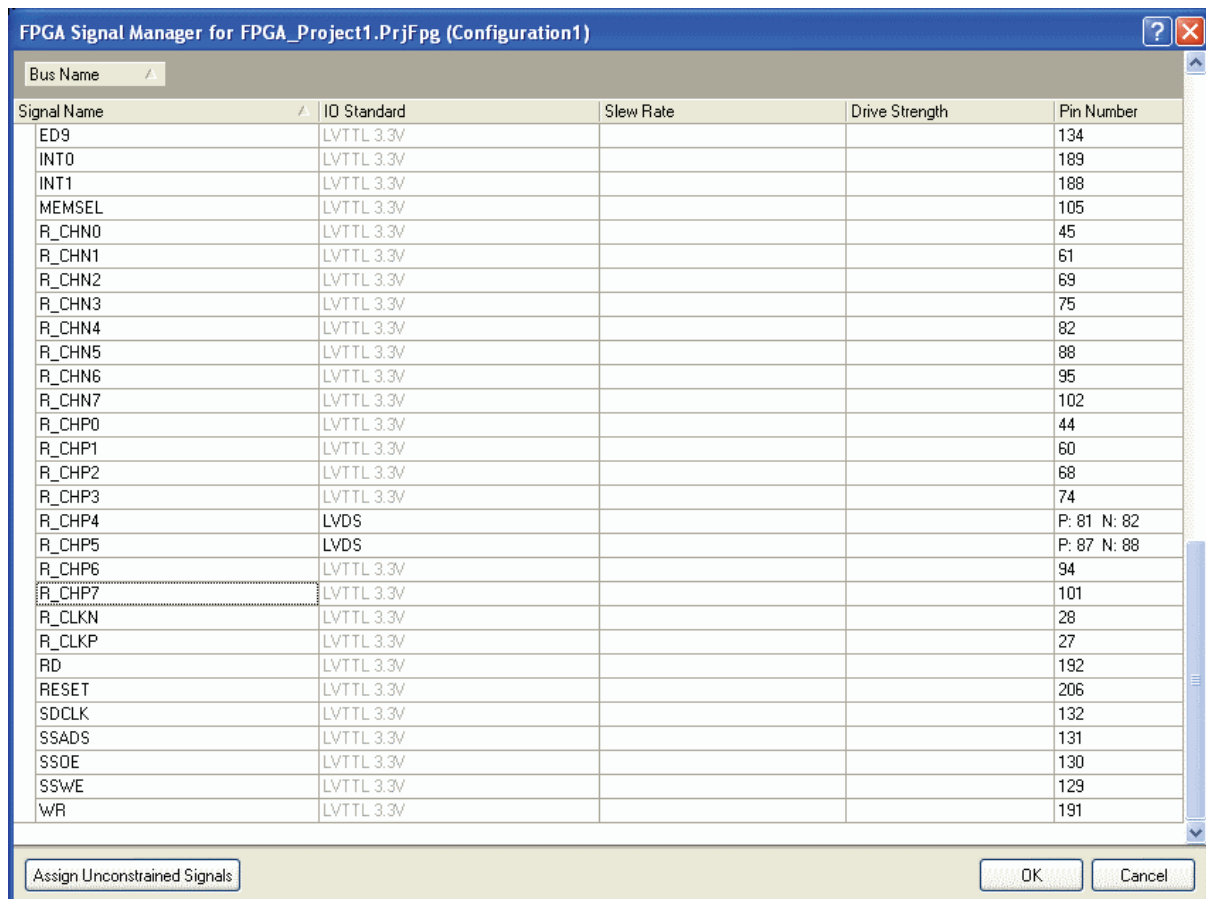 FPGA Signal Manager for FPGA_Project1.PrjFpg (Configuration1)
Bus Name
Signal Name IO Standard Slew Rate Drive Strength Pin Number
ED9 LVTTL 3.3V 134
INT0 LVTTL 3.3V 189
INT1 LVTTL 3.3V 188
MEMSEL LVTTL 3.3V 105
R_CHN0 LVTTL 3.3V 45
R_CHN1 LVTTL 3.3V 61
R_CHN2 LVTTL 3.3V 69
R_CHN3 LVTTL 3.3V 75
R_CHN4 LVTTL 3.3V 82
R_CHN5 LVTTL 3.3V 88
R_CHN6 LVTTL 3.3V 95
R_CHN7 LVTTL 3.3V 102
R_CHP0 LVTTL 3.3V 44
R_CHP1 LVTTL 3.3V 60
R_CHP2 LVTTL 3.3V 68
R_CHP3 LVTTL 3.3V 74
R_CHP4 LVDS P: 81 N: 82
R_CHP5 LVDS P: 87 N: 88
R_CHP6 LVTTL 3.3V 94
R_CHP7 LVTTL 3.3V 101
R_CLKN LVTTL 3.3V 28
R_CLKP LVTTL 3.3V 27
RD LVTTL 3.3V 192
RESET LVTTL 3.3V 206
SDCLK LVTTL 3.3V 132
SSADS LVTTL 3.3V 131
SSOE LVTTL 3.3V 130
SSWE LVTTL 3.3V 129
WR LVTTL 3.3V 191
Assign Unconstrained Signals OK Cancel